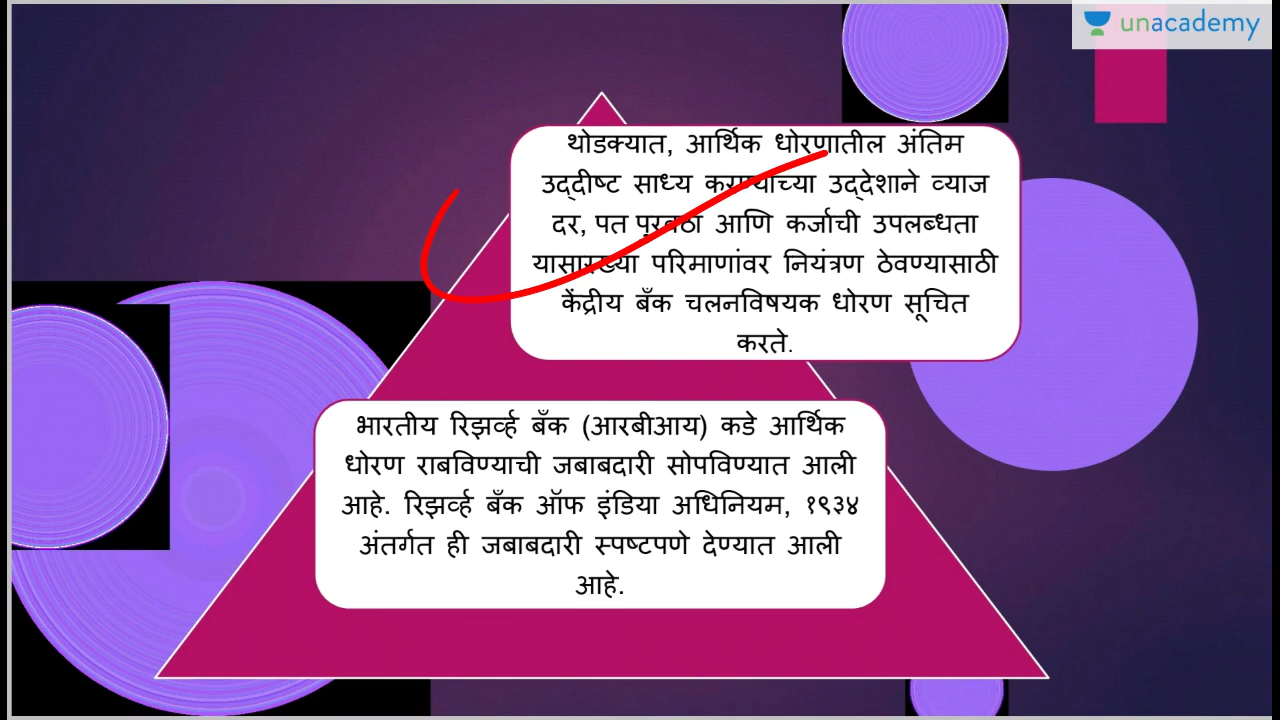 unacademy
थोडक्यात, आर्थिक धोरणातील अंतिम
उद्दीष्ट साध्य करण्याच्या उद्देशाने व्याज
दर, पत पुरवठा आणि कर्जाची उपलब्धता
यासारख्या परिमाणांवर नियंत्रण ठेवण्यासाठी
केंद्रीय बँक चलनविषयक धोरण सूचित
करते.
भारतीय रिझर्व्ह बँक (आरबीआय) कडे आर्थिक
धोरण राबविण्याची जबाबदारी सोपविण्यात आली
आहे. रिझर्व्ह बँक ऑफ इंडिया अधिनियम, १९३४
अंतर्गत ही जबाबदारी स्पष्टपणे देण्यात आली
आहे.